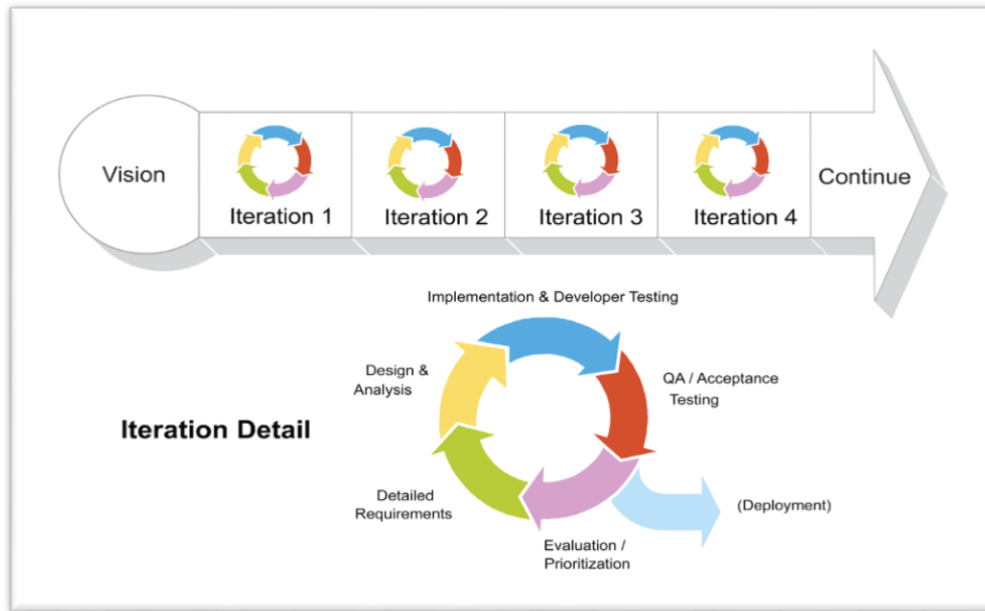 Vision
Iteration 1
Iteration 2
Iteration 3
Iteration 4
Continue
Implementation & Developer Testing
Design &
Analysis
QA / Acceptance
Testing
Iteration Detail
Detailed
Requirements
(Deployment)
Evaluation /
Prioritization